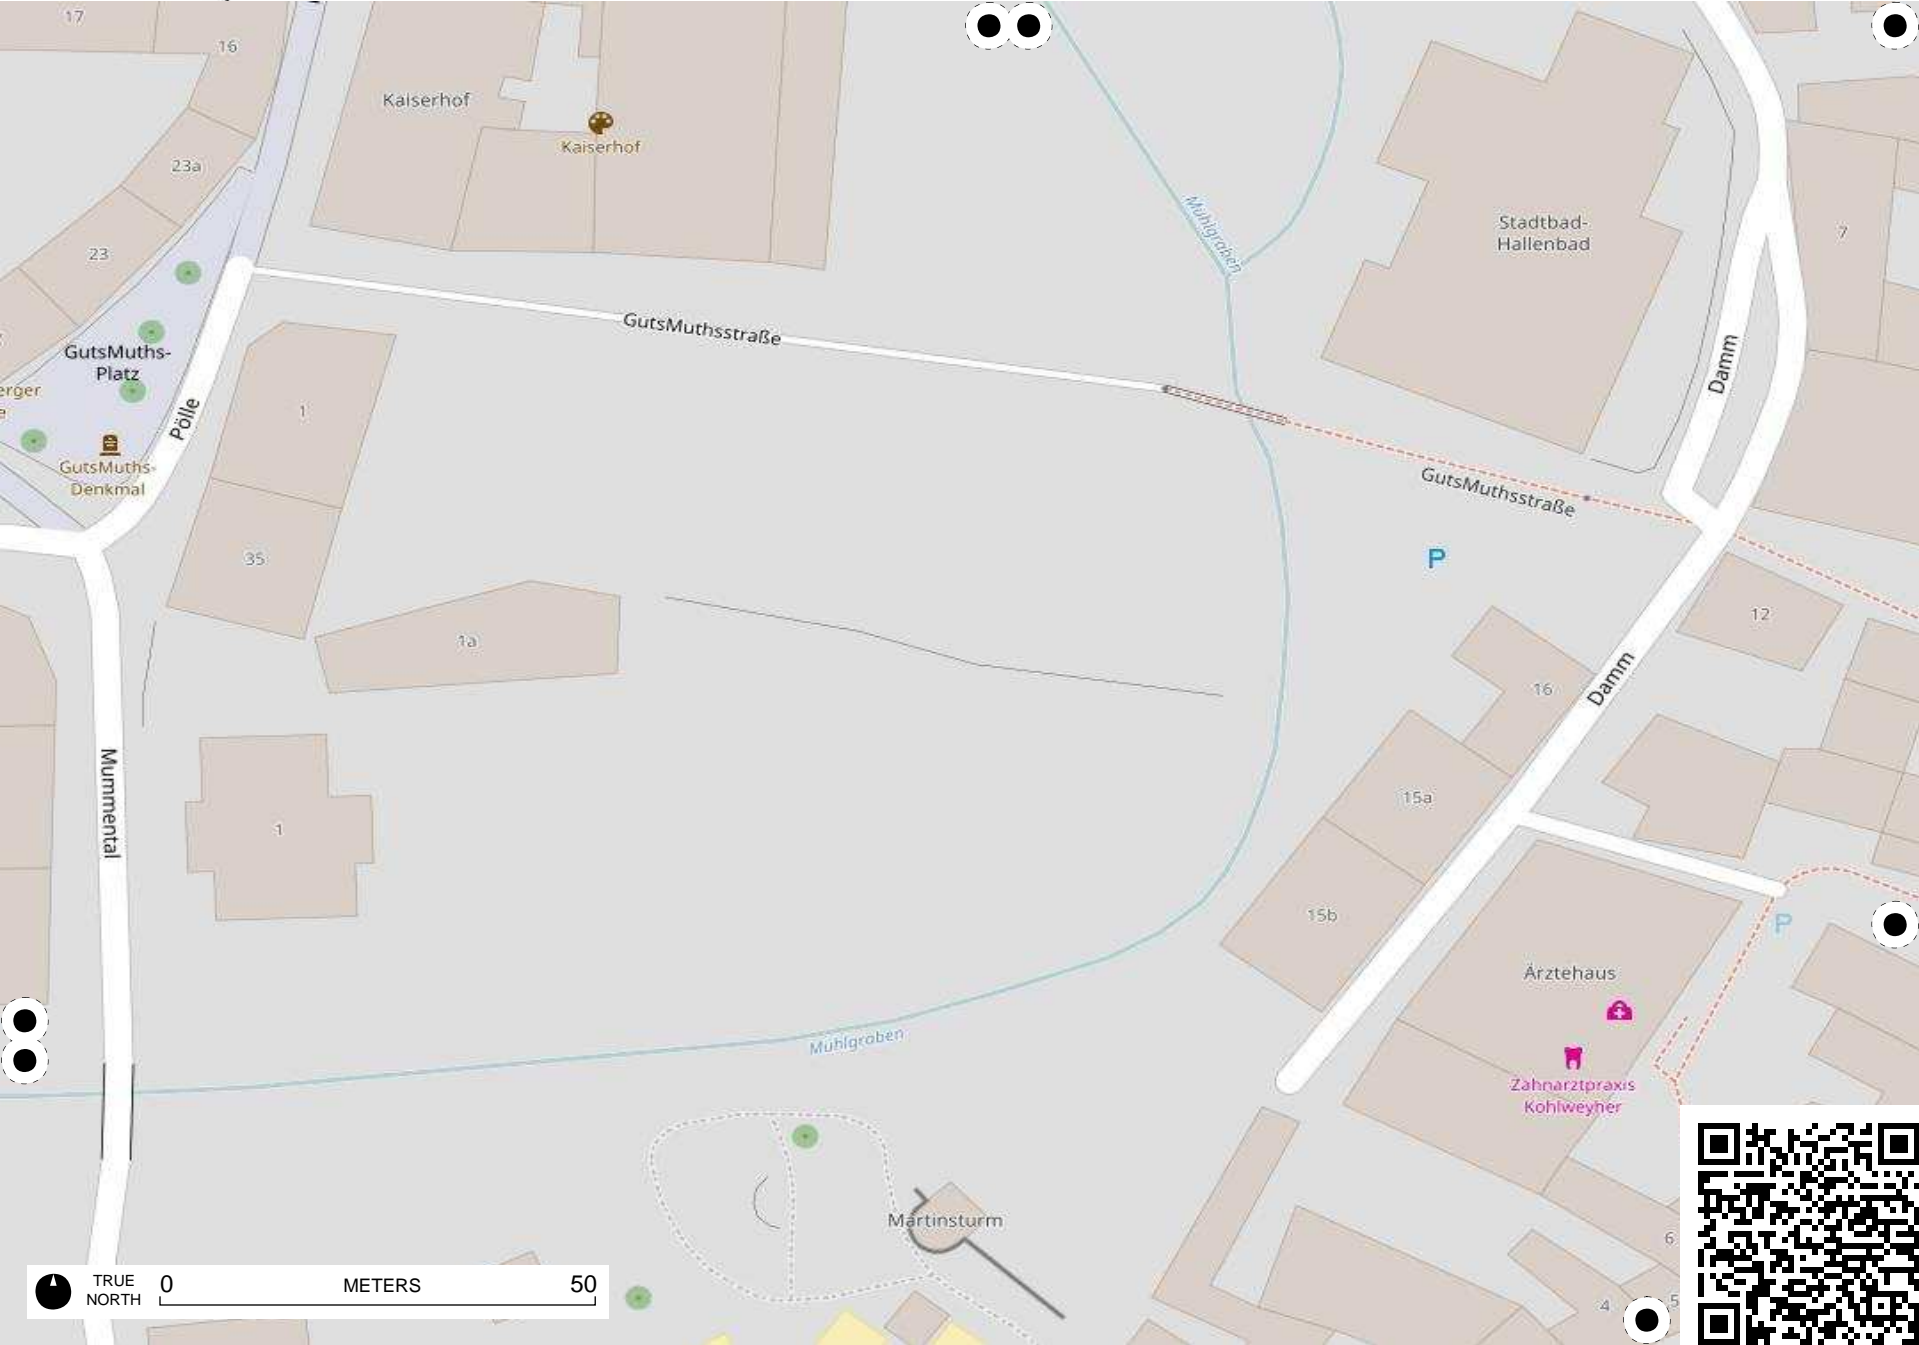 17
16
Kaiserhof
Kaiserhof
23a
23
Mühlgraben
Stadtbad-
Hallenbad
7
GutsMuthsstraße
GutsMuths-
Platz
erger
e
Pölle
1
Damm
GutsMuths-
Denkmal
GutsMuthsstraße
P
35
1a
12
16
Damm
Mummental
1
15a
15b
P
Ärztehaus
Mühlgraben
Zahnarztpraxis
Kohlweyher
Martinsturm
6
5
4
TRUE
NORTH
0 METERS 50